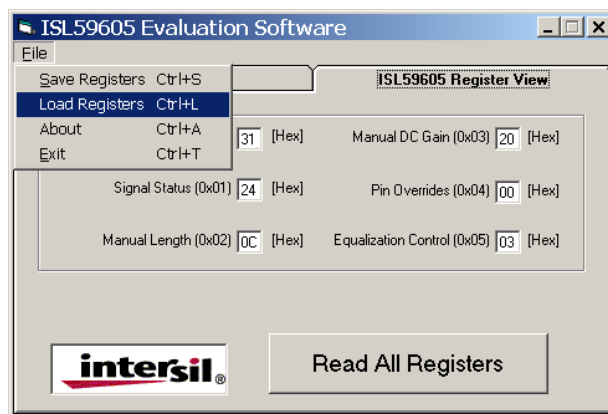 ISL59605 Evaluation Software
File
Save Registers Ctrl+S
Load Registers Ctrl+L
About Ctrl+A
Exit Ctrl+T
ISL59605 Register View
31 [Hex] Manual DC Gain (0x03) 20 [Hex]
Signal Status (0x01) 24 [Hex] Pin Overrides (0x04) 00 [Hex]
Manual Length (0x02) 0C [Hex] Equalization Control (0x05) 03 [Hex]
intersil® Read All Registers